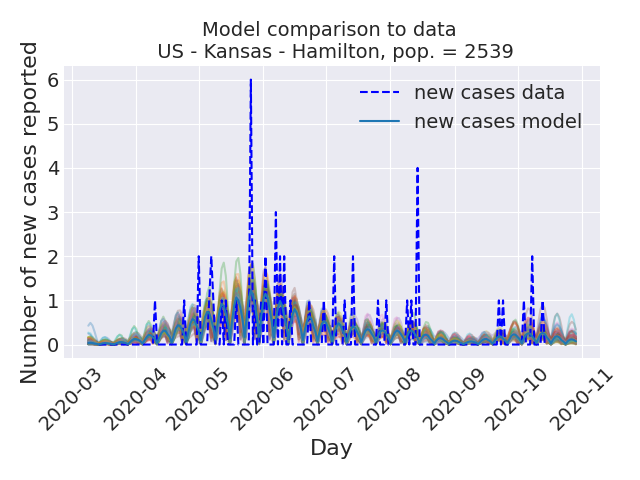 Model comparison to data
US - Kansas - Hamilton, pop. = 2539
Number of new cases reported
6
5
4
3
2
1
0
new cases data
new cases model
2020-03
2020-04
2020-05
2020-06
2020-07
2020-08
2020-09
2020-10
2020-11
Day